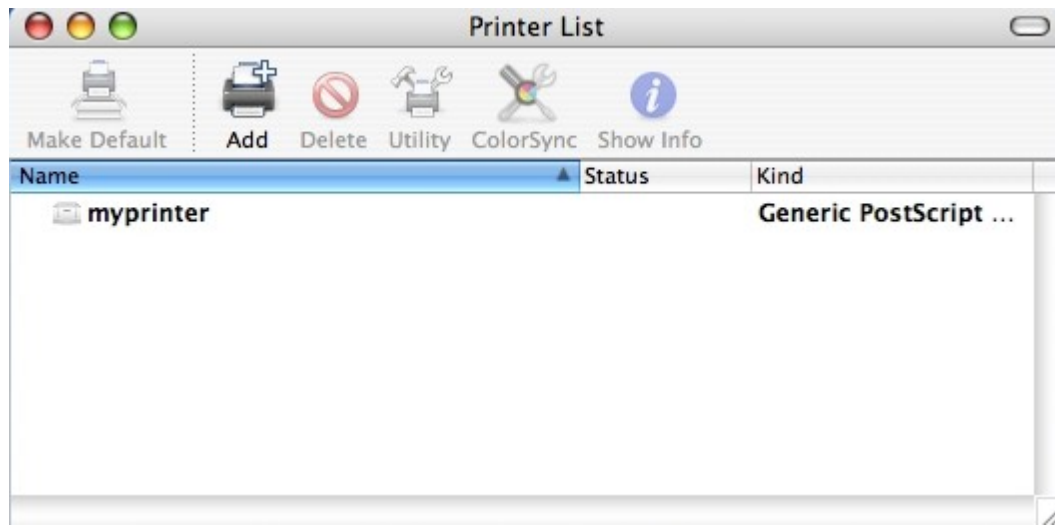 Printer List
Make Default Add Delete Utility ColorSync Show Info
Name Status Kind
myprinter Generic PostScript ...